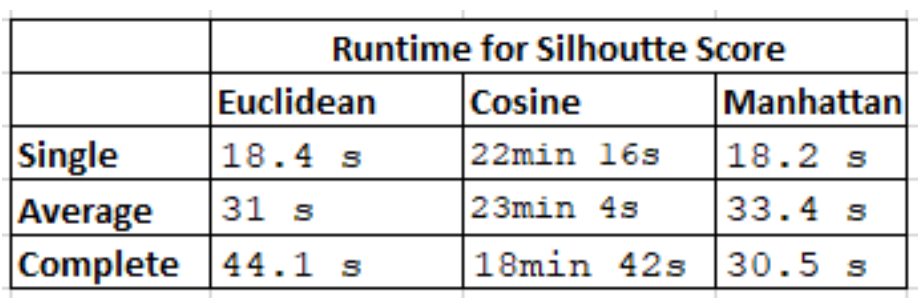 Runtime for Silhoutte Score
Euclidean Cosine Manhattan
Single 18.4 s 22min 16s 18.2 s
Average 31 s 23min 4s 33.4 s
Complete 44.1 s 18min 42s 30.5 s